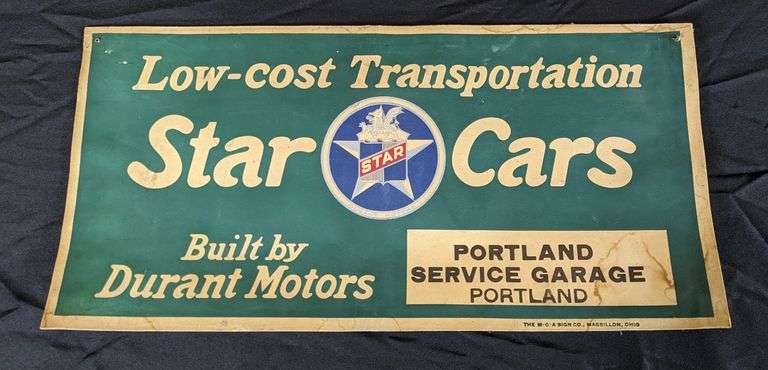 Low-cost Transportation
Star STAR Cars
Built by
Durant Motors
PORTLAND
SERVICE GARAGE
PORTLAND
THE M-C-A SIGN CO., MASSILLON, OHIO